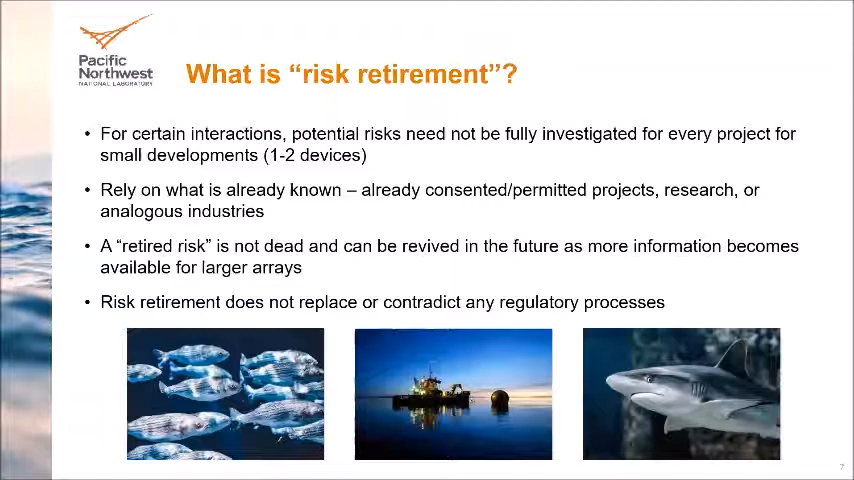 Pacific
Northwest
NATIONAL LABORATORY
What is “risk retirement”?
• For certain interactions, potential risks need not be fully investigated for every project for
small developments (1-2 devices)
• Rely on what is already known – already consented/permitted projects, research, or
analogous industries
• A “retired risk” is not dead and can be revived in the future as more information becomes
available for larger arrays
• Risk retirement does not replace or contradict any regulatory processes
7